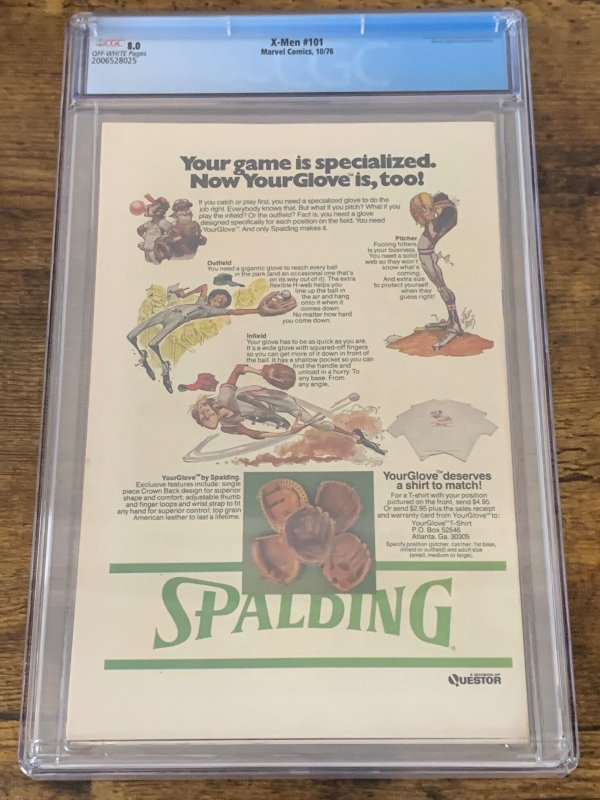 CGC 8.0
OFF-WHITE Pages
2006528025
X-Men #101
Marvel Comics, 10/76
CGC
Your game is specialized.
Now YourGlove™ is, too!
If you catch or play first, you need a specialized glove to do the
job right. Everybody knows that. But what if you pitch? What if you
play the infield? Or the outfield? Fact is, you need a glove
designed specifically for each position on the field. You need
YourGlove™. And only Spalding makes it.
Pitcher
Fooling hitters
is your business.
You need a solid
web so they won't
know what's
coming.
And extra size
to protect yourself
when they
guess right!
Outfield
You need a gigantic glove to reach every ball
in the park (and an occasional one that's
on its way out of it). The extra
flexible H-web helps you
line up the ball in
the air and hang
onto it when it
comes down.
No matter how hard
you come down.
Infield
Your glove has to be as quick as you are.
It's a wide glove with squared-off fingers
so you can get more of it down in front of
the ball. It has a shallow pocket so you can
find the handle and
unload in a hurry. To
any base. From
any angle.
YourGlove™ by Spalding.
Exclusive features include: single
piece Crown Back design for superior
shape and comfort; adjustable thumb
and finger loops and wrist strap to fit
any hand for superior control; top grain
American leather to last a lifetime.
YourGlove™ deserves
a shirt to match!
For a T-shirt with your position
pictured on the front, send $4.95.
Or send $2.95 plus the sales receipt
and warranty card from YourGlove™ to:
YourGlove™ T-Shirt
P.O. Box 52546
Atlanta, Ga. 30305
Specify position (pitcher, catcher, 1st base,
infield or outfield) and adult size
(small, medium or large).
SPALDING®
A DIVISION OF
QUESTOR